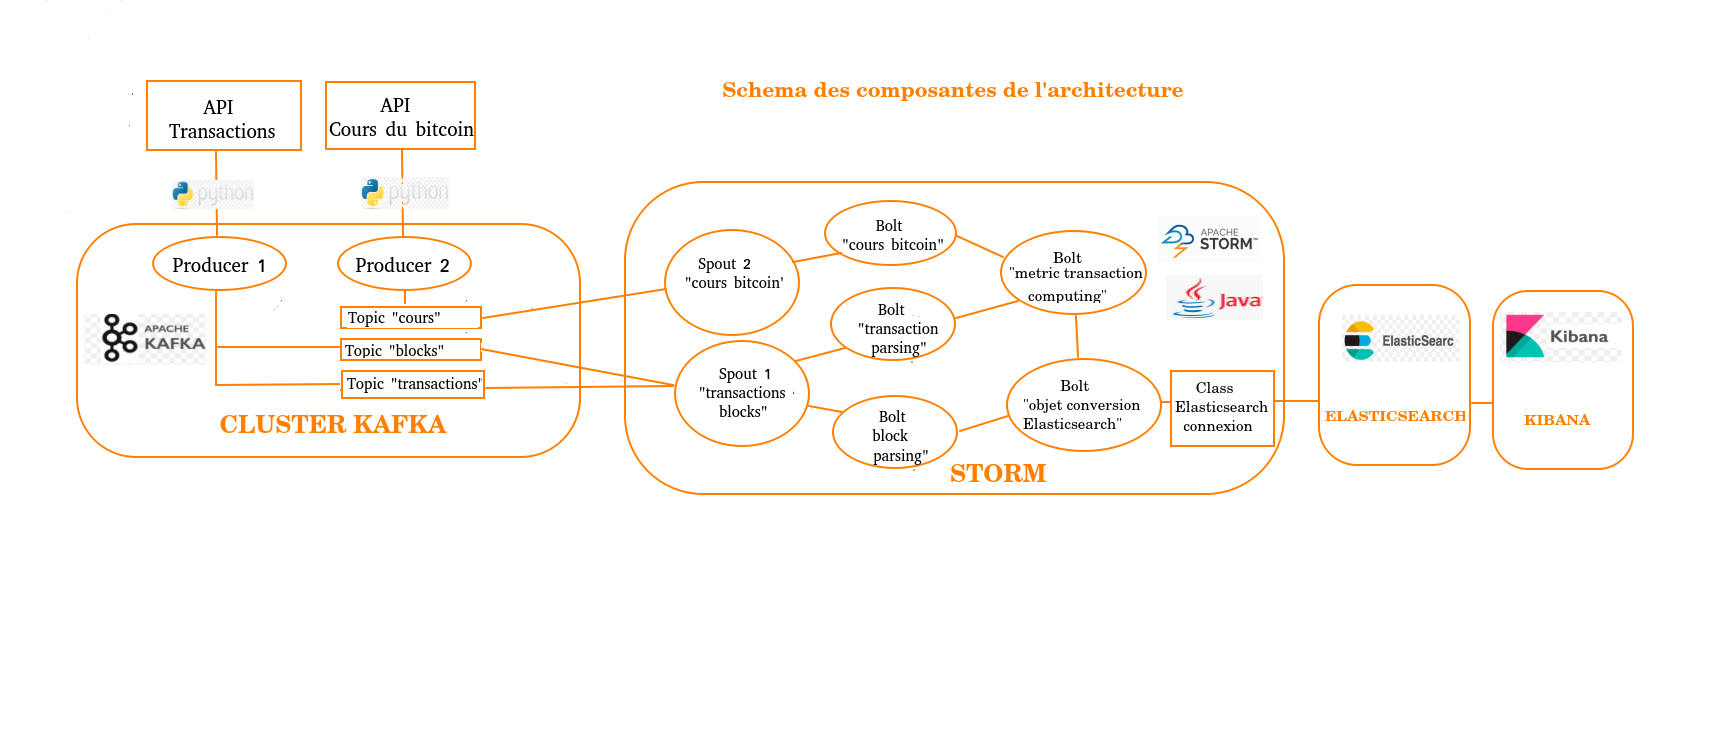 Schema des composantes de l'architecture
API
Transactions
API
Cours du bitcoin
python
python
Producer 1
Producer 2
APACHE
KAFKA
Topic "cours"
Topic "blocks"
Topic "transactions"
CLUSTER KAFKA
Spout 2
"cours bitcoin'
Spout 1
"transactions
blocks"
Bolt
"cours bitcoin"
Bolt
"transaction
parsing"
Bolt
block
parsing"
Bolt
"metric transaction
computing"
Bolt
"objet conversion
Elasticsearch"
APACHE
STORM™
Java
Class
Elasticsearch
connexion
STORM
ElasticSearc
ELASTICSEARCH
Kibana
KIBANA